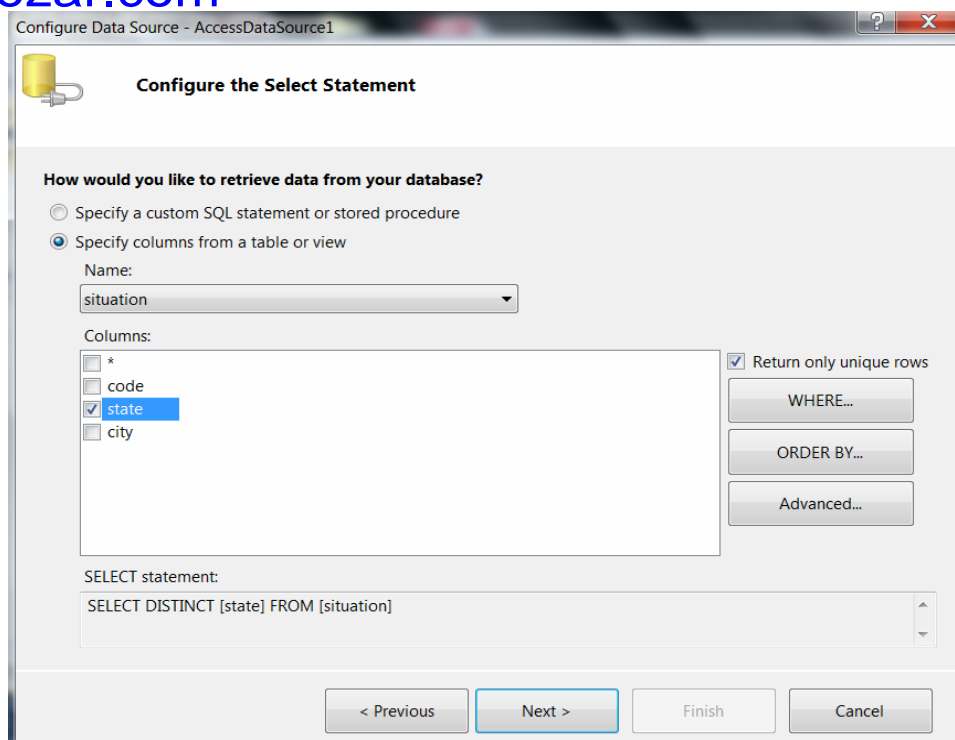 ozar.com
Configure Data Source - AccessDataSource1
?
X
Configure the Select Statement
How would you like to retrieve data from your database?
Specify a custom SQL statement or stored procedure
Specify columns from a table or view
Name:
situation
Columns:
*
code
state
city
Return only unique rows
WHERE...
ORDER BY...
Advanced...
SELECT statement:
SELECT DISTINCT [state] FROM [situation]
< Previous
Next >
Finish
Cancel